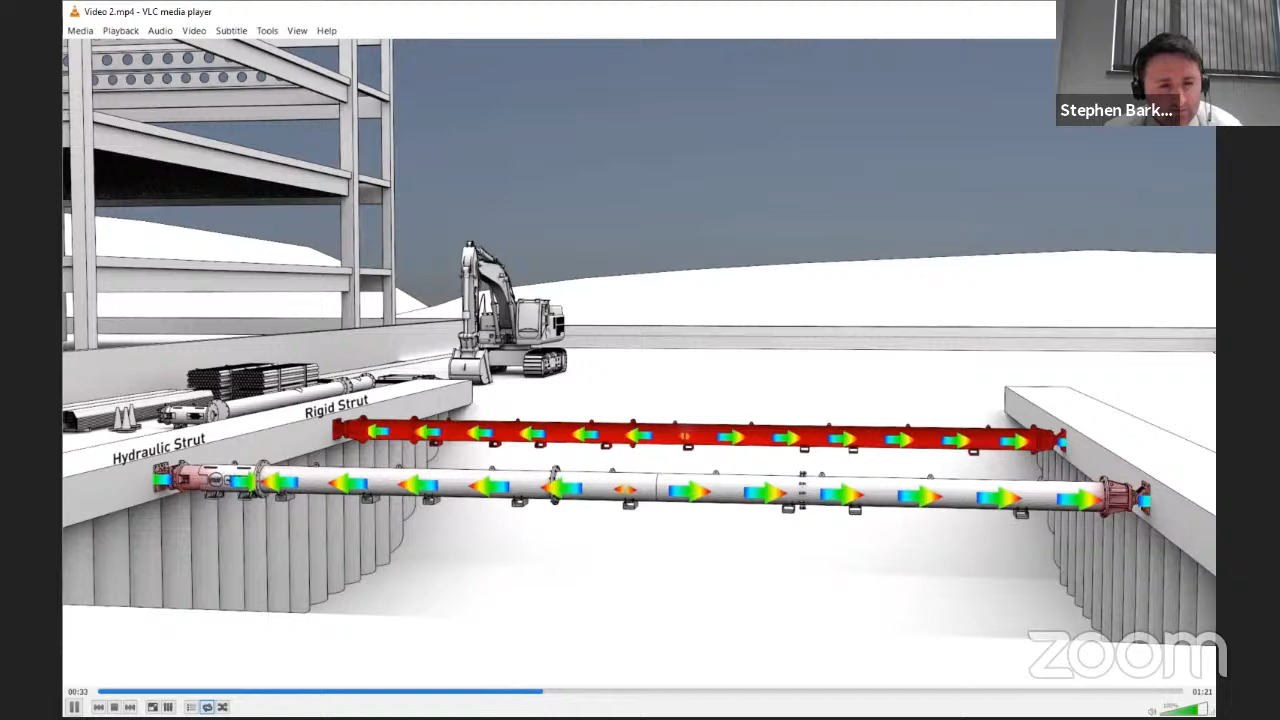 Video 2.mp4 - VLC media player
Media Playback Audio Video Subtitle Tools View Help
Stephen Bark...
Rigid Strut
Hydraulic Strut
zoom
00:33
01:21
100%